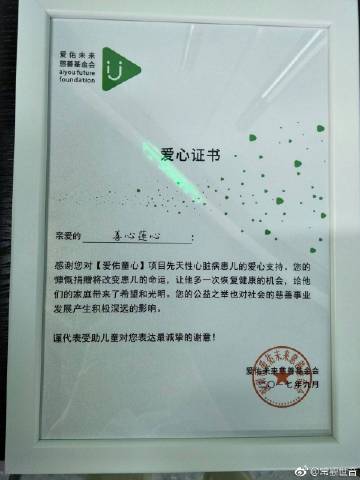 爱佑未来
慈善基金会
aiyou future
foundation
爱心证书
亲爱的 善心莲心 :
感谢您对【爱佑童心】项目先天性心脏病患儿的爱心支持。您的
慷慨捐赠将改变患儿的命运，让他多一次恢复健康的机会，给他
们的家庭带来了希望和光明。您的公益之举也对社会的慈善事业
发展产生积极深远的影响。
谨代表受助儿童对您表达最诚挚的谢意！
爱佑未来慈善基金会
二〇一七年九月